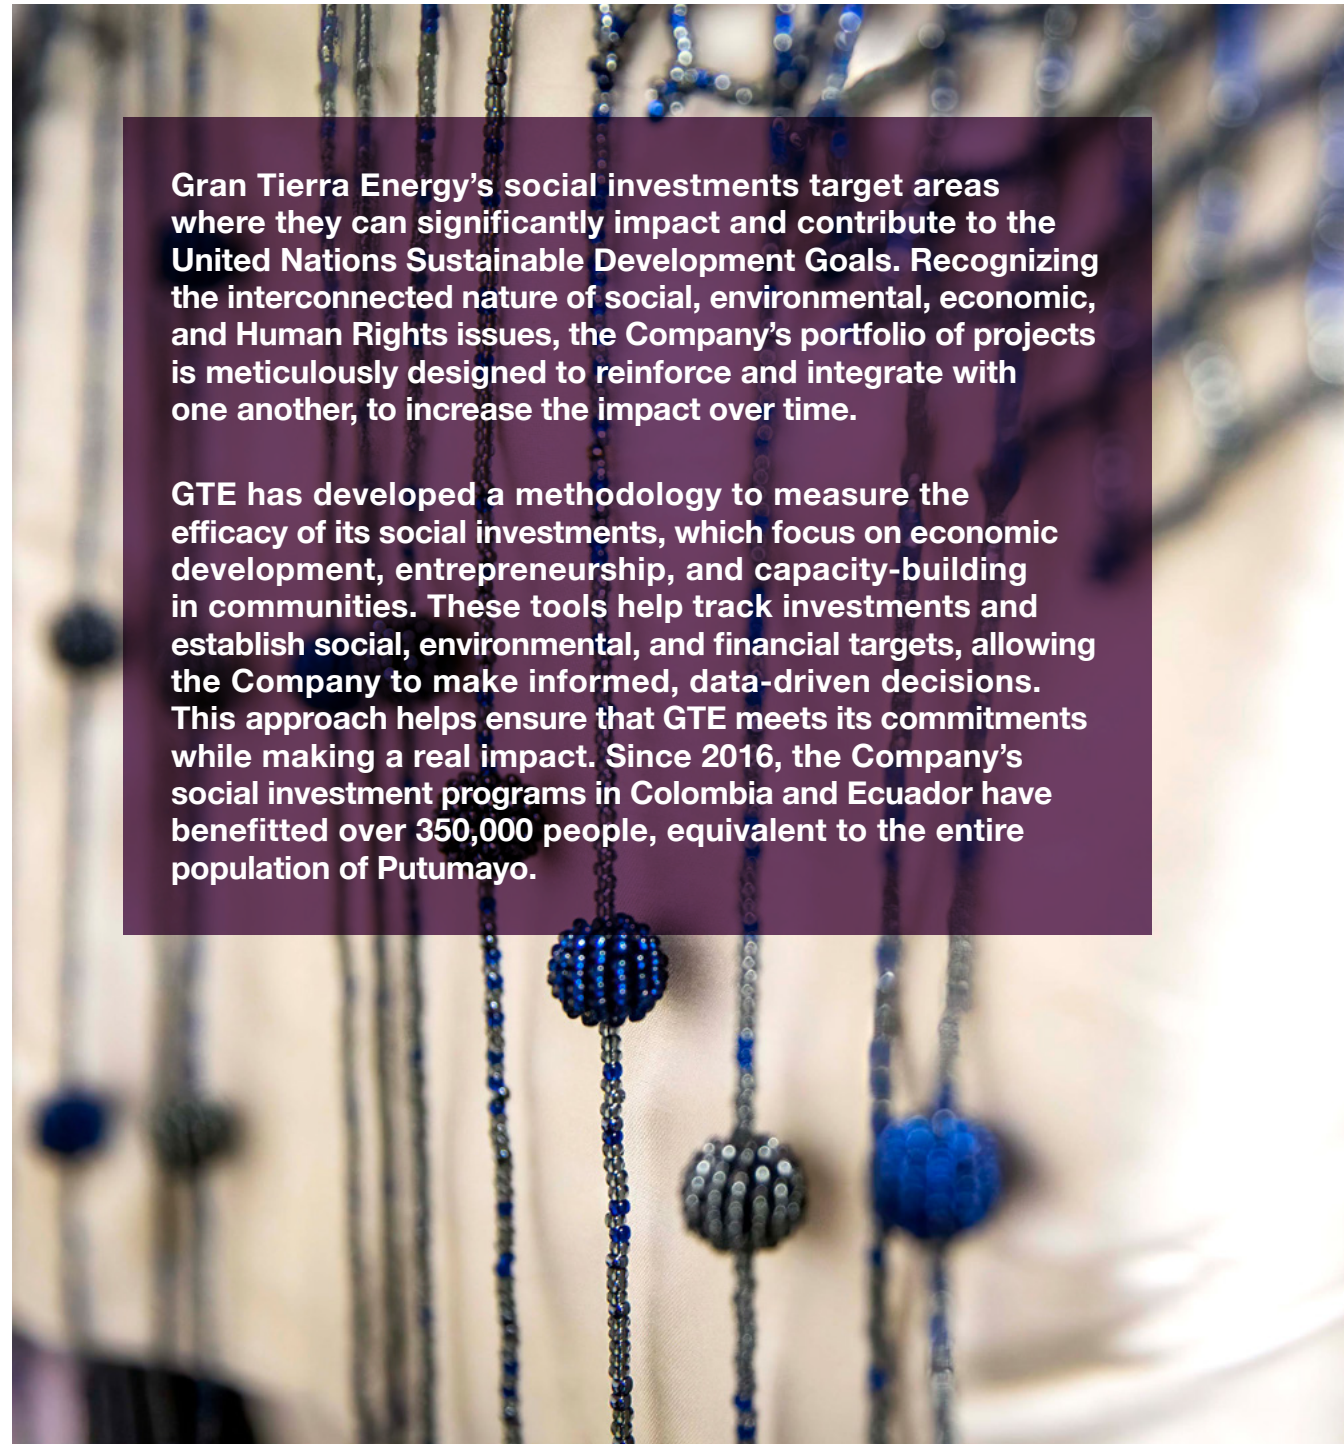 Gran Tierra Energy’s social investments target areas
where they can significantly impact and contribute to the
United Nations Sustainable Development Goals. Recognizing
the interconnected nature of social, environmental, economic,
and Human Rights issues, the Company’s portfolio of projects
is meticulously designed to reinforce and integrate with
one another, to increase the impact over time.
GTE has developed a methodology to measure the
efficacy of its social investments, which focus on economic
development, entrepreneurship, and capacity-building
in communities. These tools help track investments and
establish social, environmental, and financial targets, allowing
the Company to make informed, data-driven decisions.
This approach helps ensure that GTE meets its commitments
while making a real impact. Since 2016, the Company’s
social investment programs in Colombia and Ecuador have
benefitted over 350,000 people, equivalent to the entire
population of Putumayo.